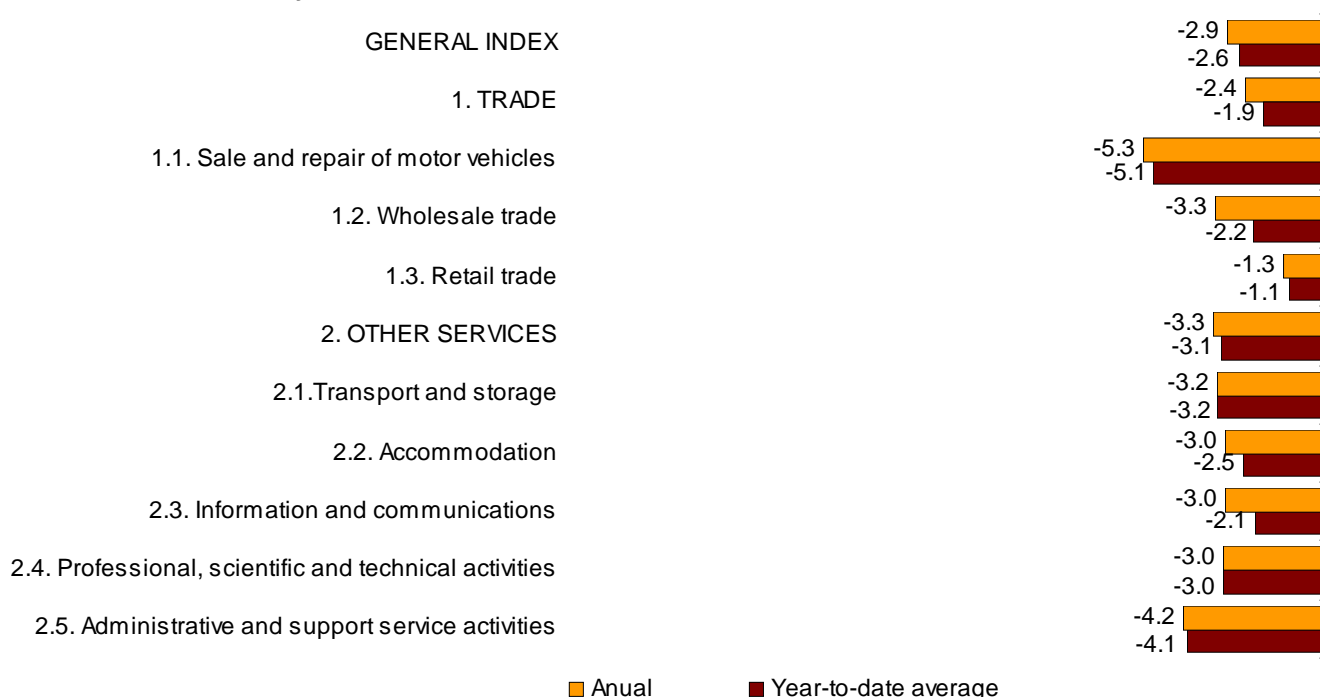 GENERAL INDEX
-2.9
-2.6
1. TRADE
-2.4
-1.9
1.1. Sale and repair of motor vehicles
-5.3
-5.1
1.2. Wholesale trade
-3.3
-2.2
1.3. Retail trade
-1.3
-1.1
2. OTHER SERVICES
-3.3
-3.1
2.1.Transport and storage
-3.2
-3.2
2.2. Accommodation
-3.0
-2.5
2.3. Information and communications
-3.0
-2.1
2.4. Professional, scientific and technical activities
-3.0
-3.0
2.5. Administrative and support service activities
-4.2
-4.1
Anual Year-to-date average